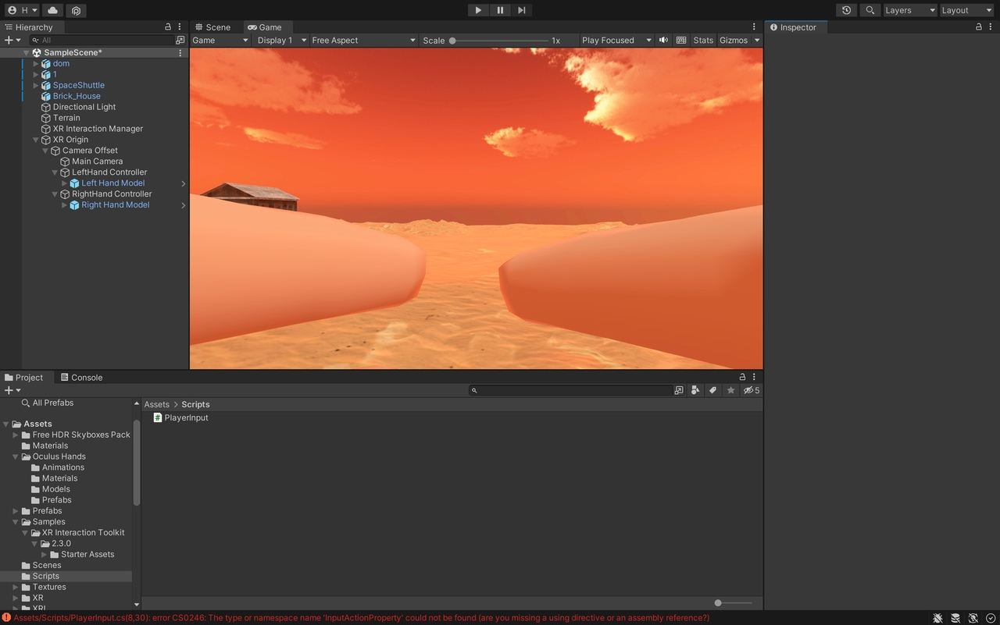 H
Layers
Layout
Hierarchy
Scene
Game
Inspector
All
Game
Display 1
Free Aspect
Scale
1x
Play Focused
Stats
Gizmos
SampleScene*
dom
1
SpaceShuttle
Brick_House
Directional Light
Terrain
XR Interaction Manager
XR Origin
Camera Offset
Main Camera
LeftHand Controller
Left Hand Model
RightHand Controller
Right Hand Model
Project
Console
5
All Prefabs
Assets
Free HDR Skyboxes Pack
Materials
Oculus Hands
Animations
Materials
Models
Prefabs
Prefabs
Samples
XR Interaction Toolkit
2.3.0
Starter Assets
Scenes
Scripts
Textures
XR
XRI
Assets > Scripts
PlayerInput
Assets/Scripts/PlayerInput.cs(8,30): error CS0246: The type or namespace name 'InputActionProperty' could not be found (are you missing a using directive or an assembly reference?)